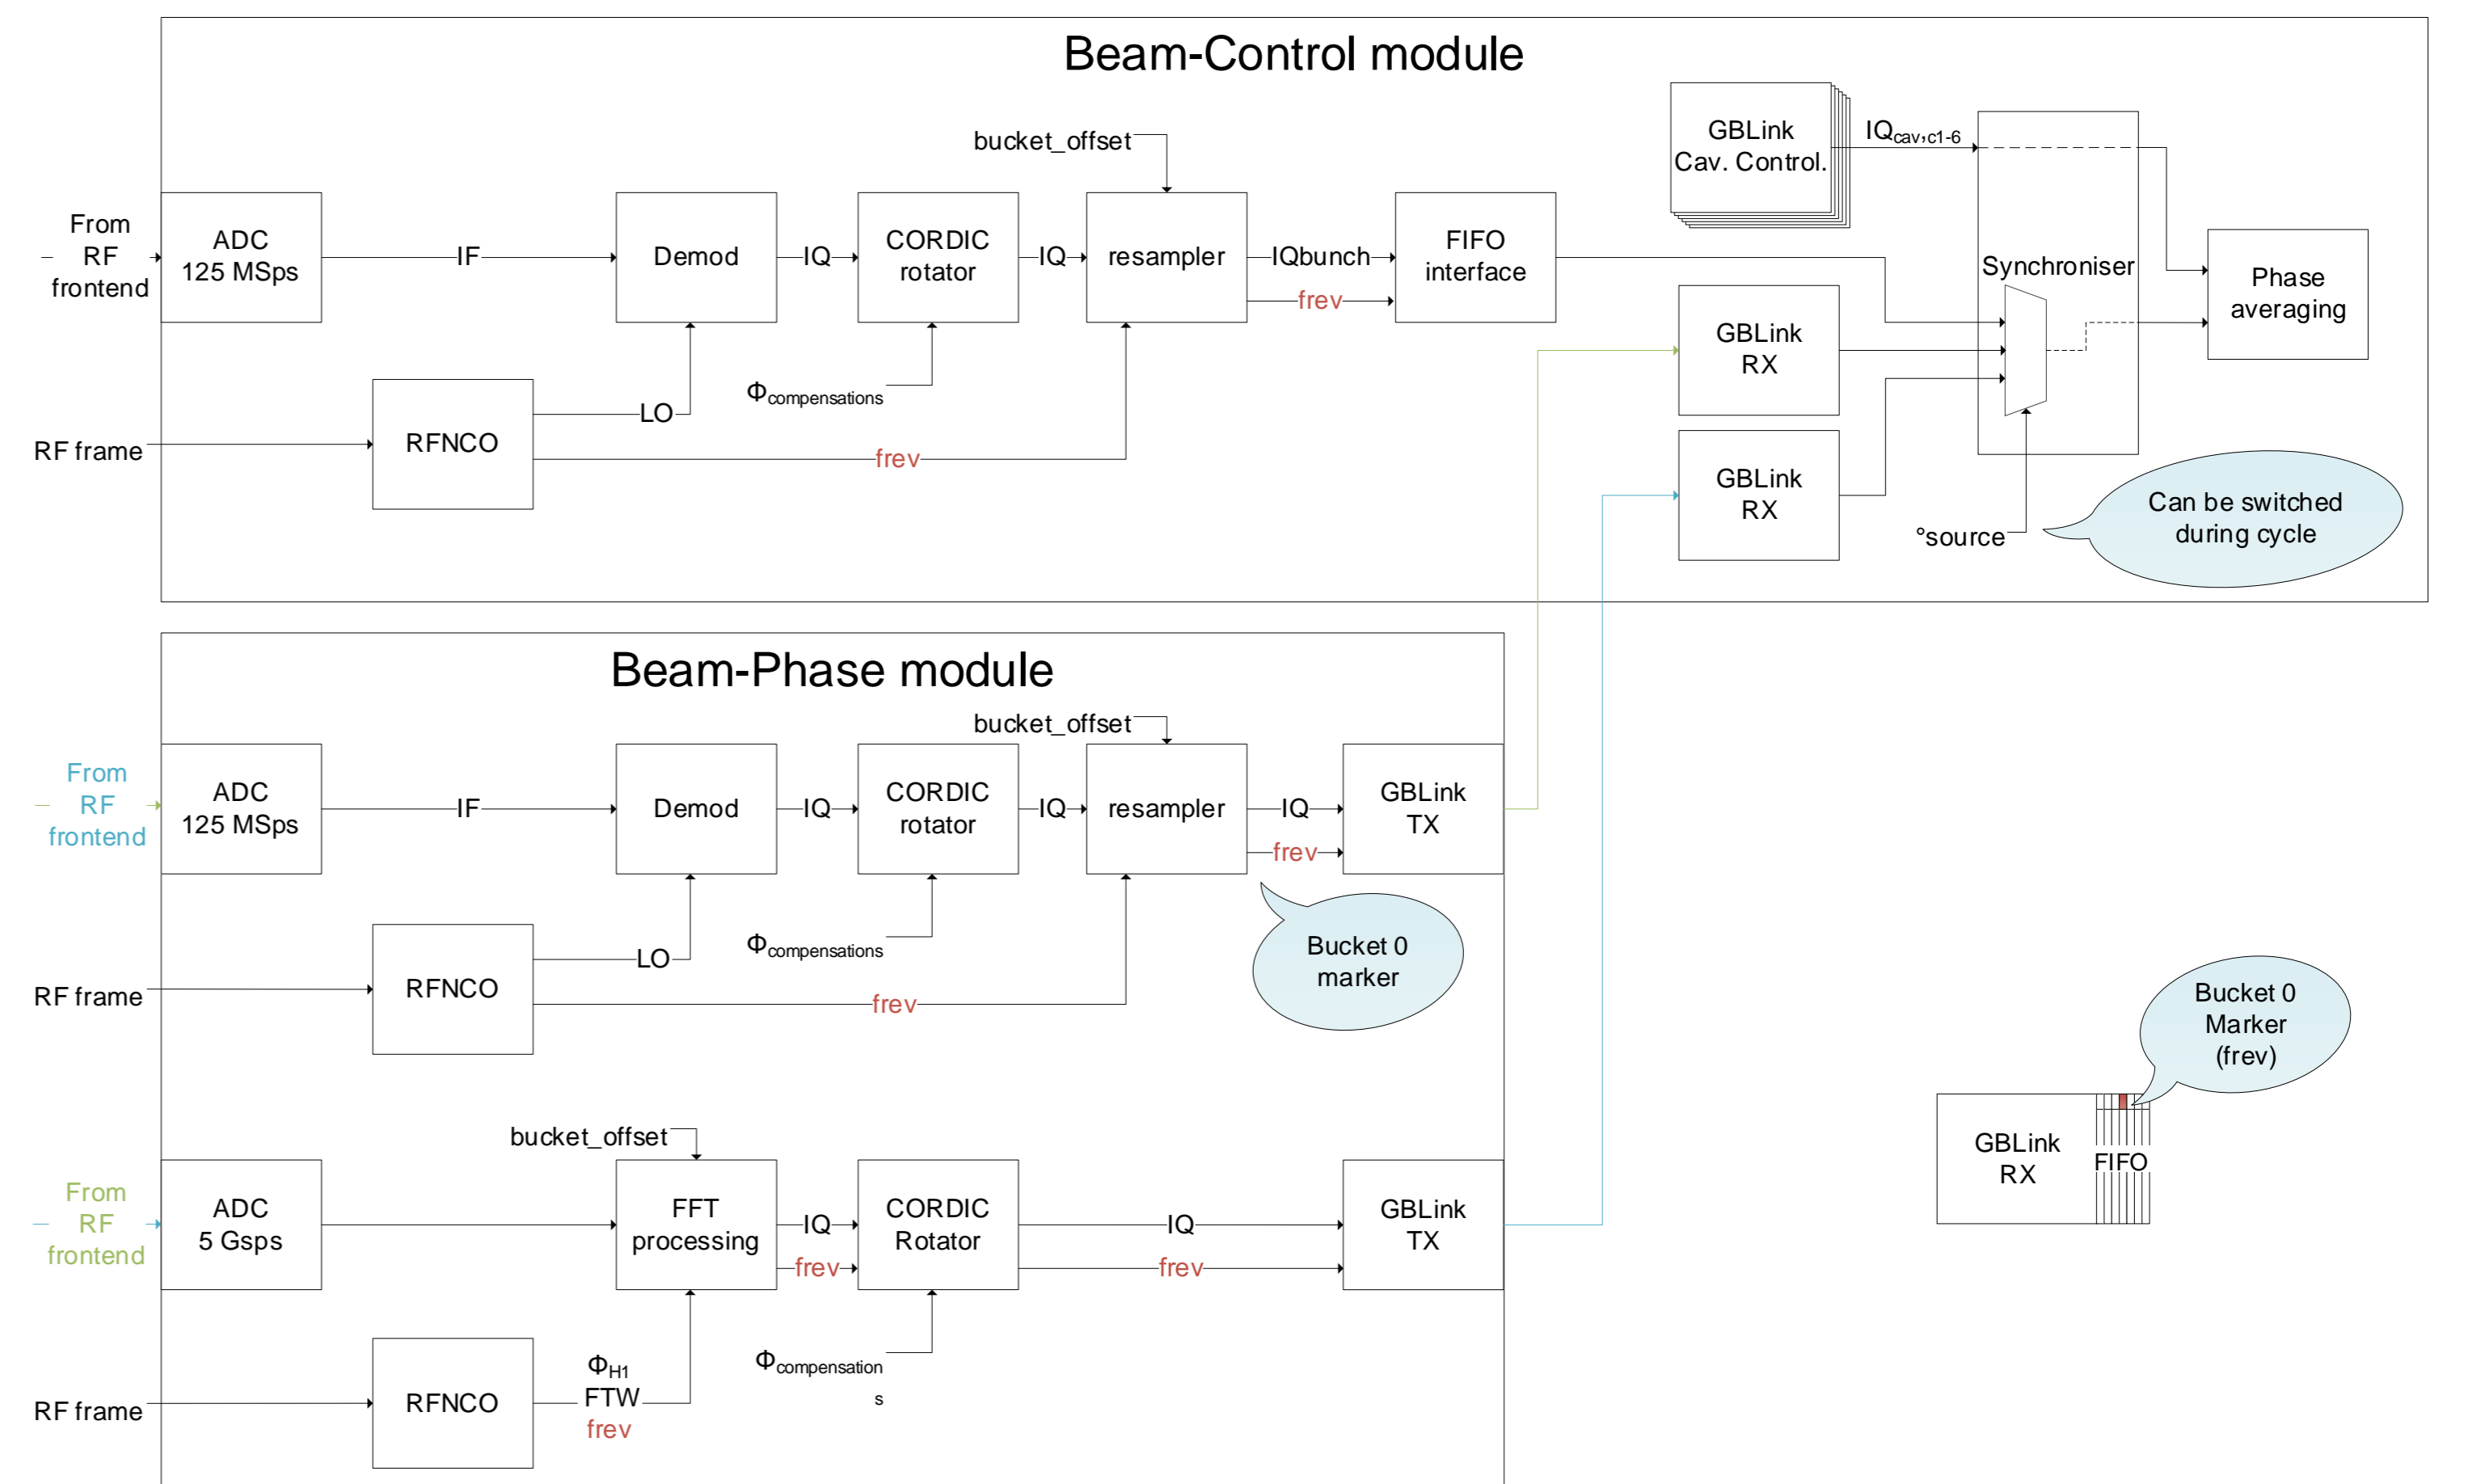 Beam-Control module
GBLink
Cav. Control.
IQcav,c1-6
bucket_offset
From
RF
frontend
ADC
125 MSps
IF
Demod
IQ
CORDIC
rotator
IQ
resampler
IQbunch
frev
FIFO
interface
Synchroniser
Phase
averaging
GBLink
RX
Φcompensations
LO
RF frame
RFNCO
frev
GBLink
RX
°source
Can be switched
during cycle
Beam-Phase module
bucket_offset
From
RF
frontend
ADC
125 MSps
IF
Demod
IQ
CORDIC
rotator
IQ
resampler
IQ
frev
GBLink
TX
Φcompensations
LO
RF frame
RFNCO
frev
Bucket 0
marker
Bucket 0
Marker
(frev)
GBLink
RX
FIFO
bucket_offset
From
RF
frontend
ADC
5 Gsps
FFT
processing
IQ
frev
CORDIC
Rotator
IQ
frev
GBLink
TX
Φcompensation
s
RF frame
RFNCO
ΦH1
FTW
frev